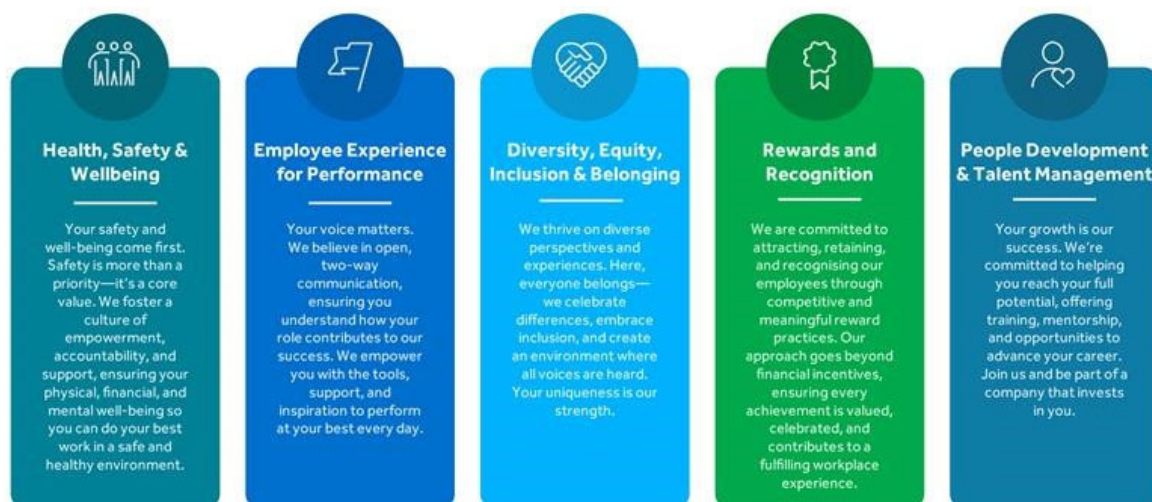 Health, Safety &
Wellbeing
Your safety and
well-being come first.
Safety is more than a
priority—it's a core
value. We foster a
culture of
empowerment,
accountability, and
support, ensuring your
physical, financial, and
mental well-being so
you can do your best
work in a safe and
healthy environment.
Employee Experience
for Performance
Your voice matters.
We believe in open,
two-way
communication,
ensuring you
understand how your
role contributes to our
success. We empower
you with the tools,
support, and
inspiration to perform
at your best every day.
Diversity, Equity,
Inclusion & Belonging
We thrive on diverse
perspectives and
experiences. Here,
everyone belongs—
we celebrate
differences, embrace
inclusion, and create
an environment where
all voices are heard.
Your uniqueness is our
strength.
Rewards and
Recognition
We are committed to
attracting, retaining,
and recognising our
employees through
competitive and
meaningful reward
practices. Our
approach goes beyond
financial incentives,
ensuring every
achievement is valued,
celebrated, and
contributes to a
fulfilling workplace
experience.
People Development
& Talent Management
Your growth is our
success. We're
committed to helping
you reach your full
potential, offering
training, mentorship,
and opportunities to
advance your career.
Join us and be part of a
company that invests
in you.